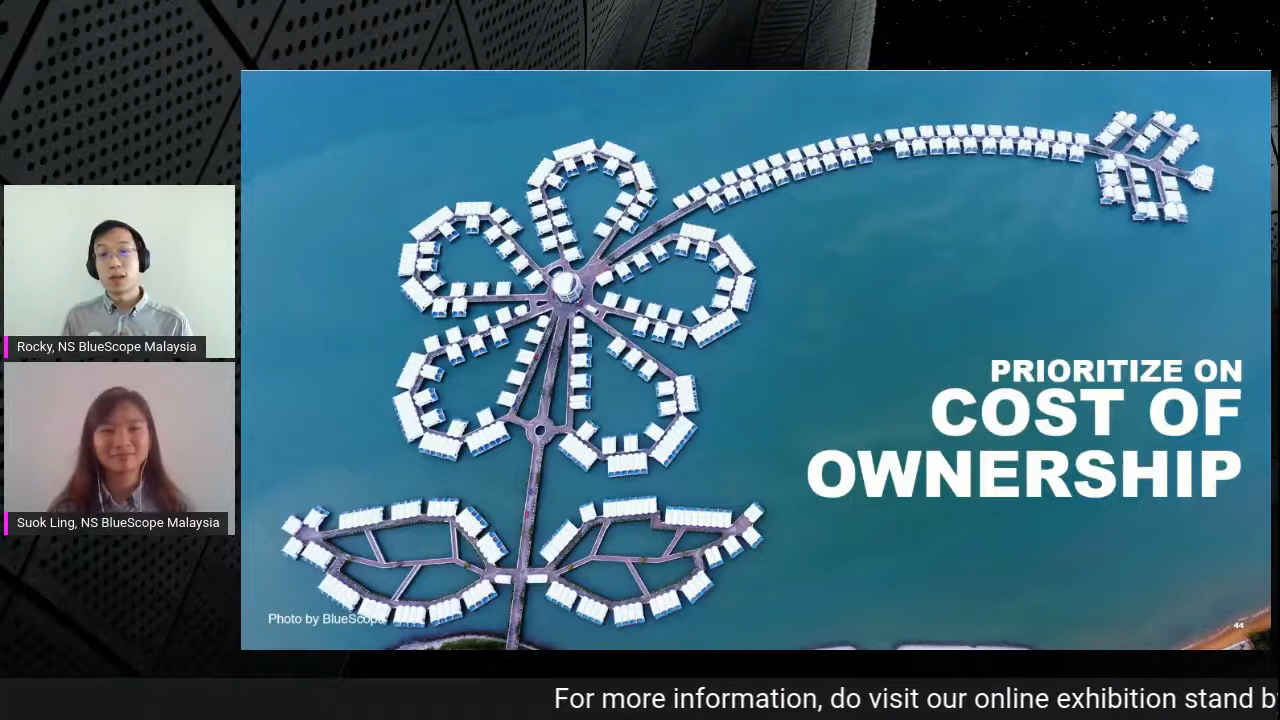 Rocky, NS BlueScope Malaysia
Suok Ling, NS BlueScope Malaysia
PRIORITIZE ON
COST OF
OWNERSHIP
Photo by BlueScope
44
For more information, do visit our online exhibition stand b